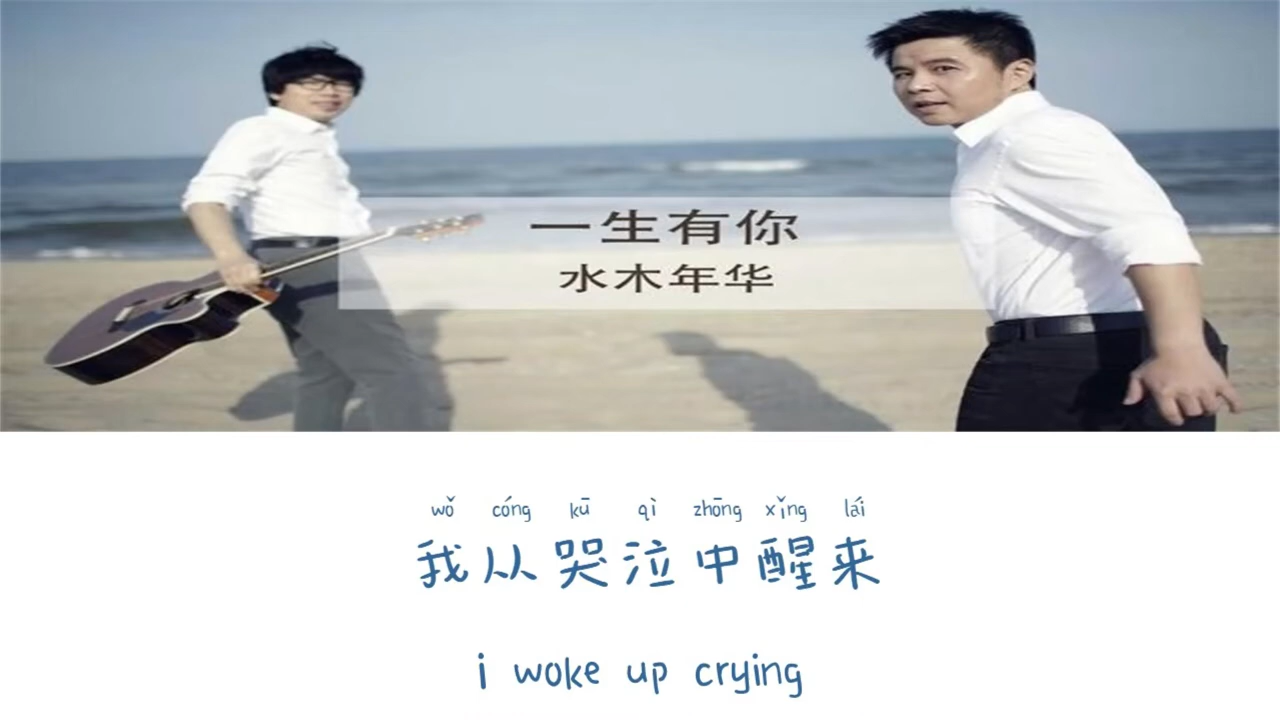 一生有你
水木年华
wǒ cóng kū qì zhōng xǐng lái
我从哭泣中醒来
i woke up crying